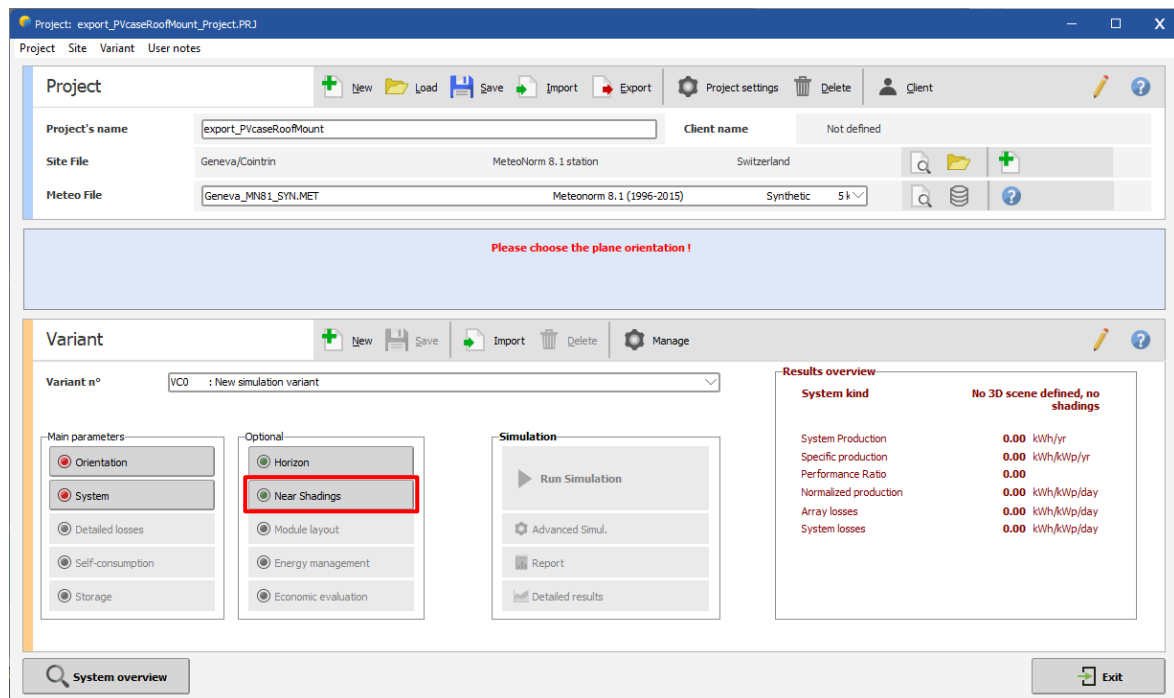 Project: export_PVcaseRoofMount_Project.PRJ
Project Site Variant User notes
Project New Load Save Import Export Project settings Delete Client
Project's name export_PVcaseRoofMount Client name Not defined
Site File Geneva/Cointrin MeteoNorm 8.1 station Switzerland
Meteo File Geneva_MN81_SYN.MET Meteonorm 8.1 (1996-2015) Synthetic 5 k
Please choose the plane orientation !
Variant New Save Import Delete Manage
Variant n° VC0 : New simulation variant
Results overview
System kind No 3D scene defined, no
shadings
Main parameters Optional Simulation
Orientation Horizon Run Simulation
System Near Shadings
Detailed losses Module layout Advanced Simul.
Self-consumption Energy management Report
Storage Economic evaluation Detailed results
System Production 0.00 kWh/yr
Specific production 0.00 kWh/kWp/yr
Performance Ratio 0.00
Normalized production 0.00 kWh/kWp/day
Array losses 0.00 kWh/kWp/day
System losses 0.00 kWh/kWp/day
System overview Exit